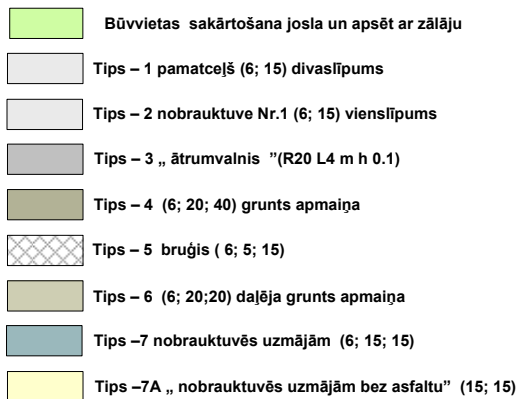 Būvvietas sakārtošana josla un apsēt ar zālāju
Tips – 1 pamatceļš (6; 15) divaslīpums
Tips – 2 nobrauktuve Nr.1 (6; 15) vienslīpums
Tips – 3 „ ātrumvalnis ”(R20 L4 m h 0.1)
Tips – 4 (6; 20; 40) grunts apmaiņa
Tips – 5 bruģis ( 6; 5; 15)
Tips – 6 (6; 20;20) daļēja grunts apmaiņa
Tips –7 nobrauktuvēs uzmājām (6; 15; 15)
Tips –7A „ nobrauktuvēs uzmājām bez asfaltu” (15; 15)